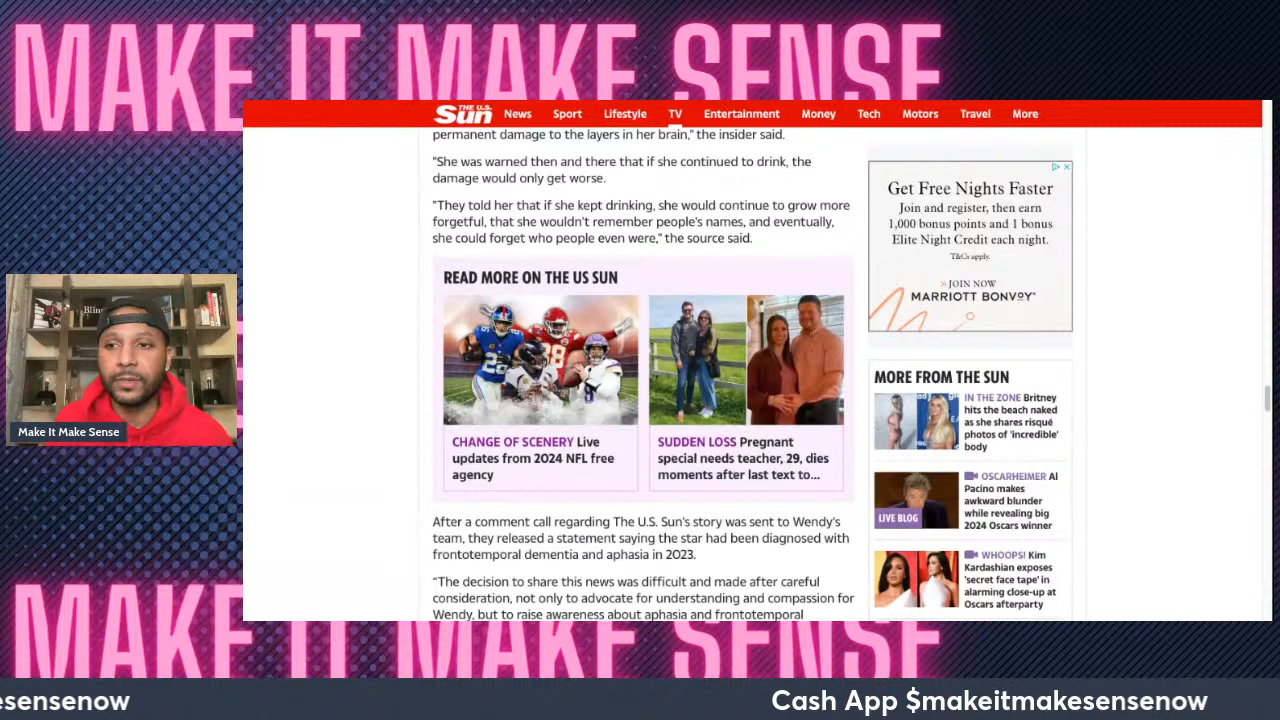 MAKE IT MAKE SENSE
THE U.S. Sun
News Sport Lifestyle TV Entertainment Money Tech Motors Travel More
permanent damage to the layers in her brain," the insider said.
"She was warned then and there that if she continued to drink, the
damage would only get worse.
"They told her that if she kept drinking, she would continue to grow more
forgetful, that she wouldn't remember people's names, and eventually,
she could forget who people even were," the source said.
READ MORE ON THE US SUN
CHANGE OF SCENERY Live
updates from 2024 NFL free
agency
SUDDEN LOSS Pregnant
special needs teacher, 29, dies
moments after last text to...
After a comment call regarding The U.S. Sun's story was sent to Wendy's
team, they released a statement saying the star had been diagnosed with
frontotemporal dementia and aphasia in 2023.
"The decision to share this news was difficult and made after careful
consideration, not only to advocate for understanding and compassion for
Wendy, but to raise awareness about aphasia and frontotemporal
Get Free Nights Faster
Join and register, then earn
1,000 bonus points and 1 bonus
Elite Night Credit each night.
T&Cs apply.
JOIN NOW
MARRIOTT BONVOY
MORE FROM THE SUN
IN THE ZONE Britney
hits the beach naked
as she shares risqué
photos of 'incredible'
body
LIVE BLOG
OSCARHEIMER Al
Pacino makes
awkward blunder
while revealing big
2024 Oscars winner
WHOOPS! Kim
Kardashian exposes
'secret face tape' in
alarming close-up at
Oscars afterparty
Make It Make Sense
MAKE IT MAKE SENSE
esensenow
Cash App $makeitmakesensenow